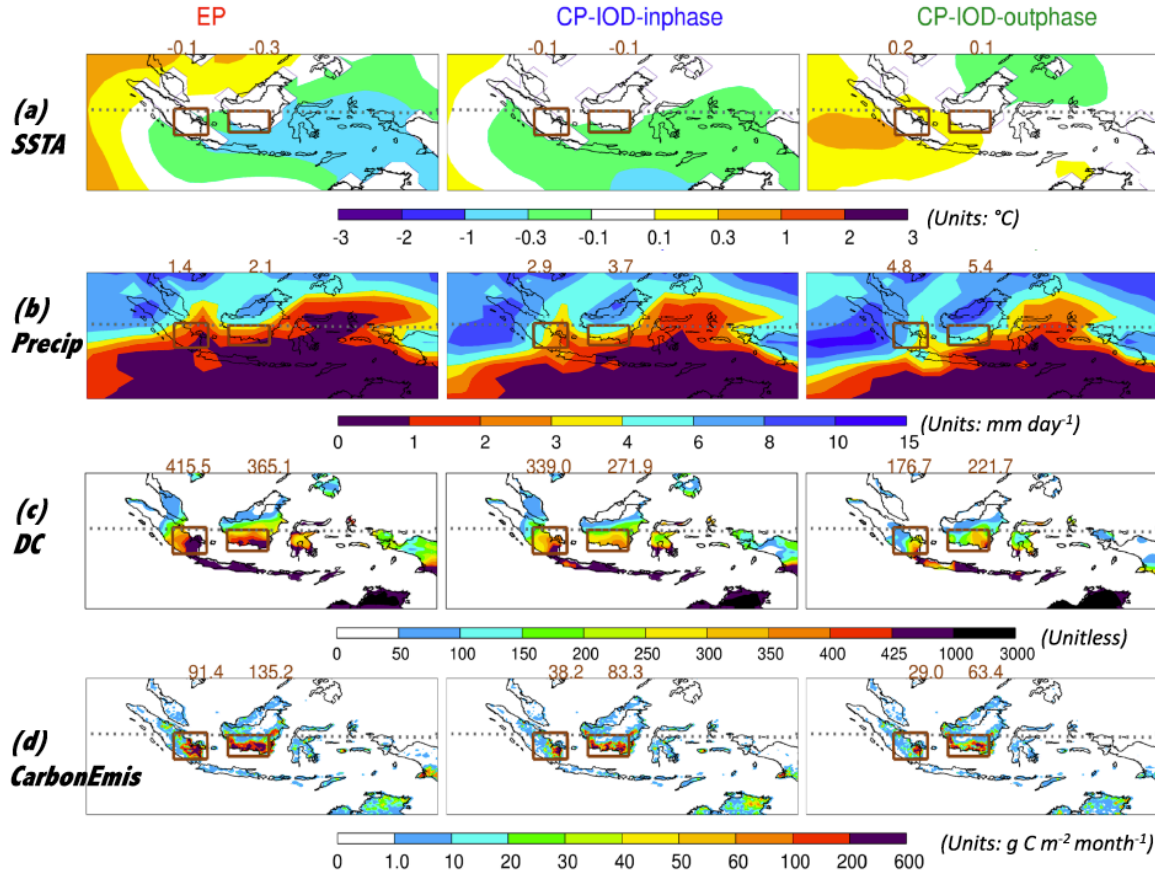 EP CP-IOD-inphase CP-IOD-outphase
-0.1 -0.3 -0.1 -0.1 0.2 0.1
(a)
SSTA
(Units: °C)
-3 -2 -1 -0.3 -0.1 0.1 0.3 1 2 3
1.4 2.1 2.9 3.7 4.8 5.4
(b)
Precip
(Units: mm day-1)
0 1 2 3 4 6 8 10 15
415.5 365.1 339.0 271.9 176.7 221.7
(c)
DC
(Unitless)
0 50 100 150 200 250 300 350 400 425 1000 3000
91.4 135.2 38.2 83.3 29.0 63.4
(d)
CarbonEmis
(Units: g C m-2 month-1)
0 1.0 10 20 30 40 50 60 100 200 600